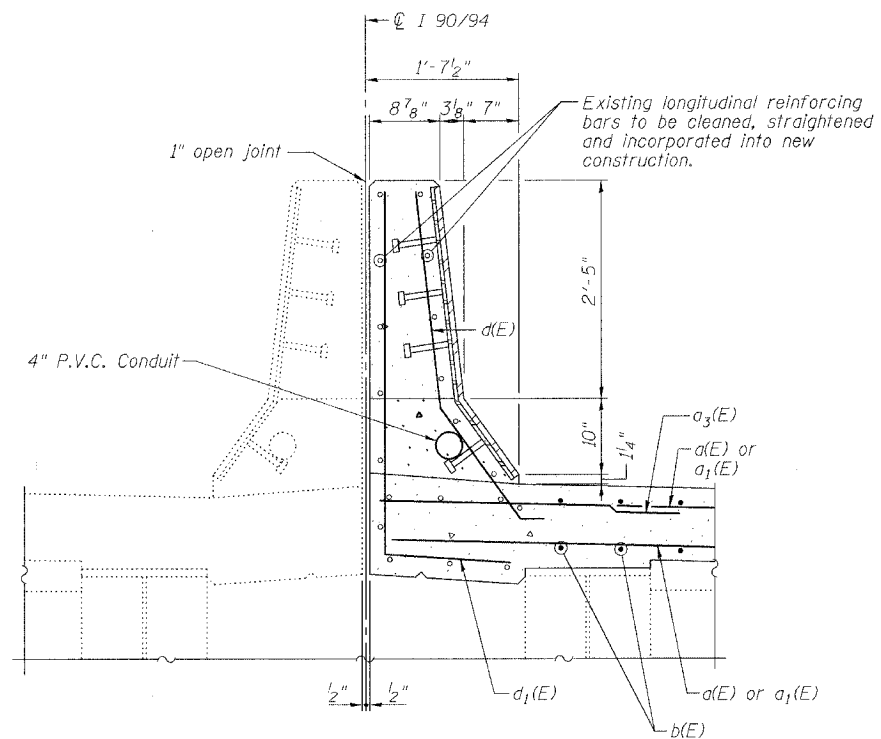 ℄ I 90/94
1'-7½"
8⅞" 3⅛" 7"
Existing longitudinal reinforcing
bars to be cleaned, straightened
and incorporated into new
construction.
1" open joint
2'-5"
d(E)
4" P.V.C. Conduit
10"
1¼"
a₃(E)
a(E) or
a₁(E)
½" ½"
d₁(E)
a(E) or a₁(E)
b(E)